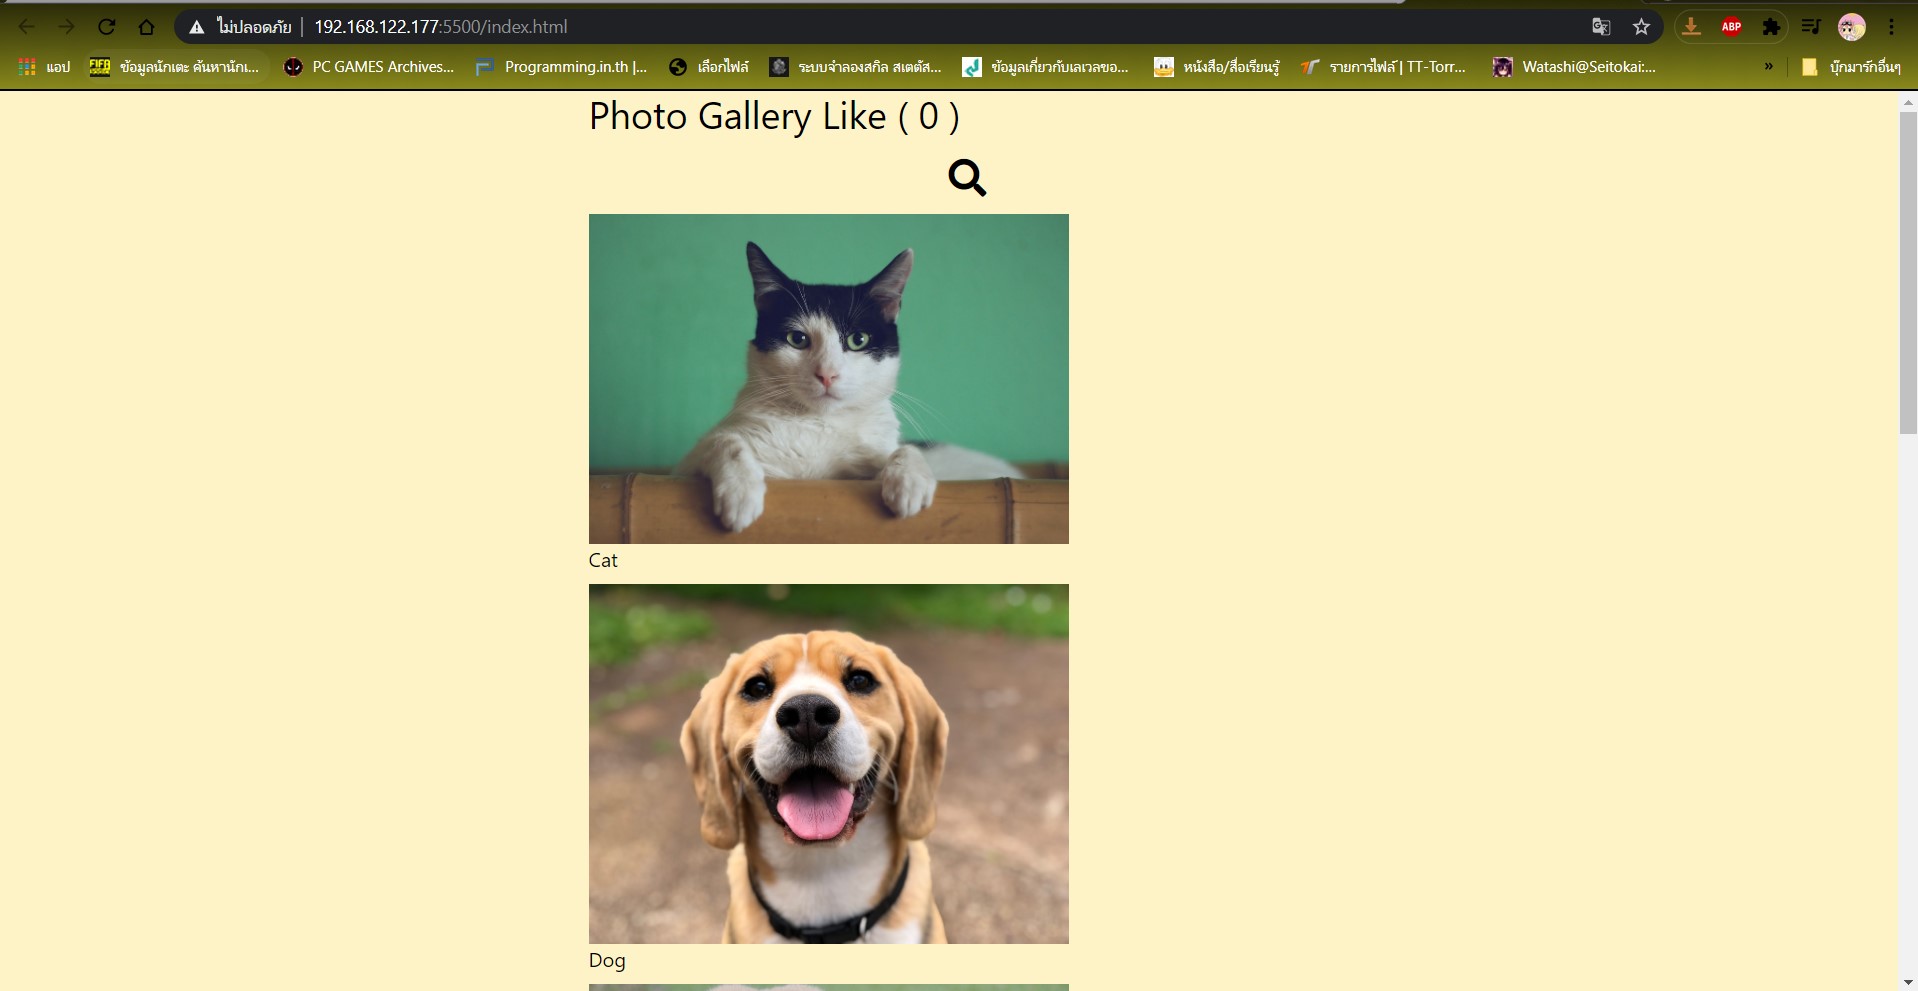 ไม่ปลอดภัย | 192.168.122.177:5500/index.html ABP
แอป FIFA ข้อมูลนักเตะ ค้นหานักเ... PC GAMES Archives... Programming.in.th |... เลือกไฟล์ ระบบจำลองสกิล สเตตัส... ข้อมูลเกี่ยวกับเลเวลขอ... หนังสือ/สื่อเรียนรู้ รายการไฟล์ | TT-Torr... Watashi@Seitokai:... » บุ๊กมาร์กอื่นๆ
Photo Gallery Like ( 0 )
Cat
Dog